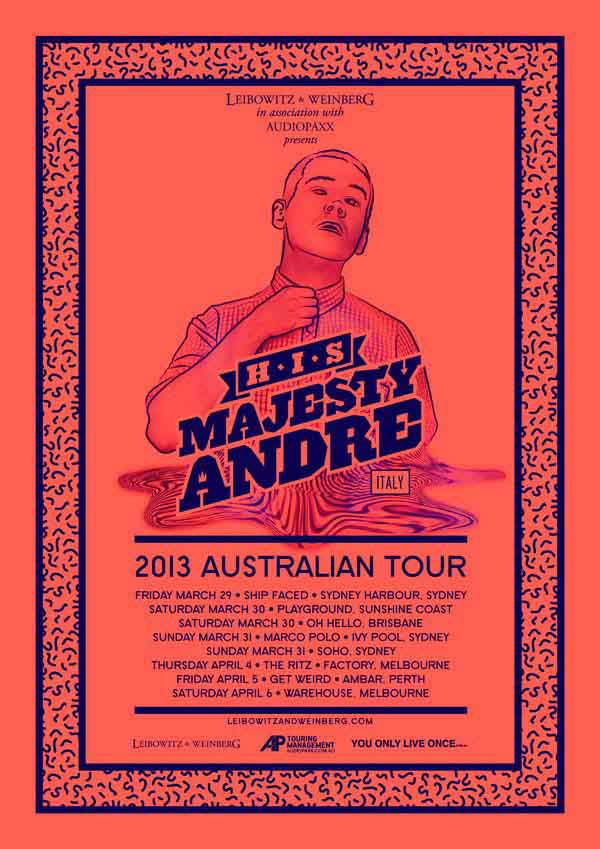 LEIBOWITZ & WEINBERG
in association with
AUDIOPAXX
presents
H·I·S
MAJESTY
ANDRE
ITALY
2013 AUSTRALIAN TOUR
FRIDAY MARCH 29 • SHIP FACED • SYDNEY HARBOUR, SYDNEY
SATURDAY MARCH 30 • PLAYGROUND, SUNSHINE COAST
SATURDAY MARCH 30 • OH HELLO, BRISBANE
SUNDAY MARCH 31 • MARCO POLO • IVY POOL, SYDNEY
SUNDAY MARCH 31 • SOHO, SYDNEY
THURSDAY APRIL 4 • THE RITZ • FACTORY, MELBOURNE
FRIDAY APRIL 5 • GET WEIRD • AMBAR, PERTH
SATURDAY APRIL 6 • WAREHOUSE, MELBOURNE
LEIBOWITZANDWEINBERG.COM
LEIBOWITZ & WEINBERG
AP TOURING
MANAGEMENT
YOU ONLY LIVE ONCE